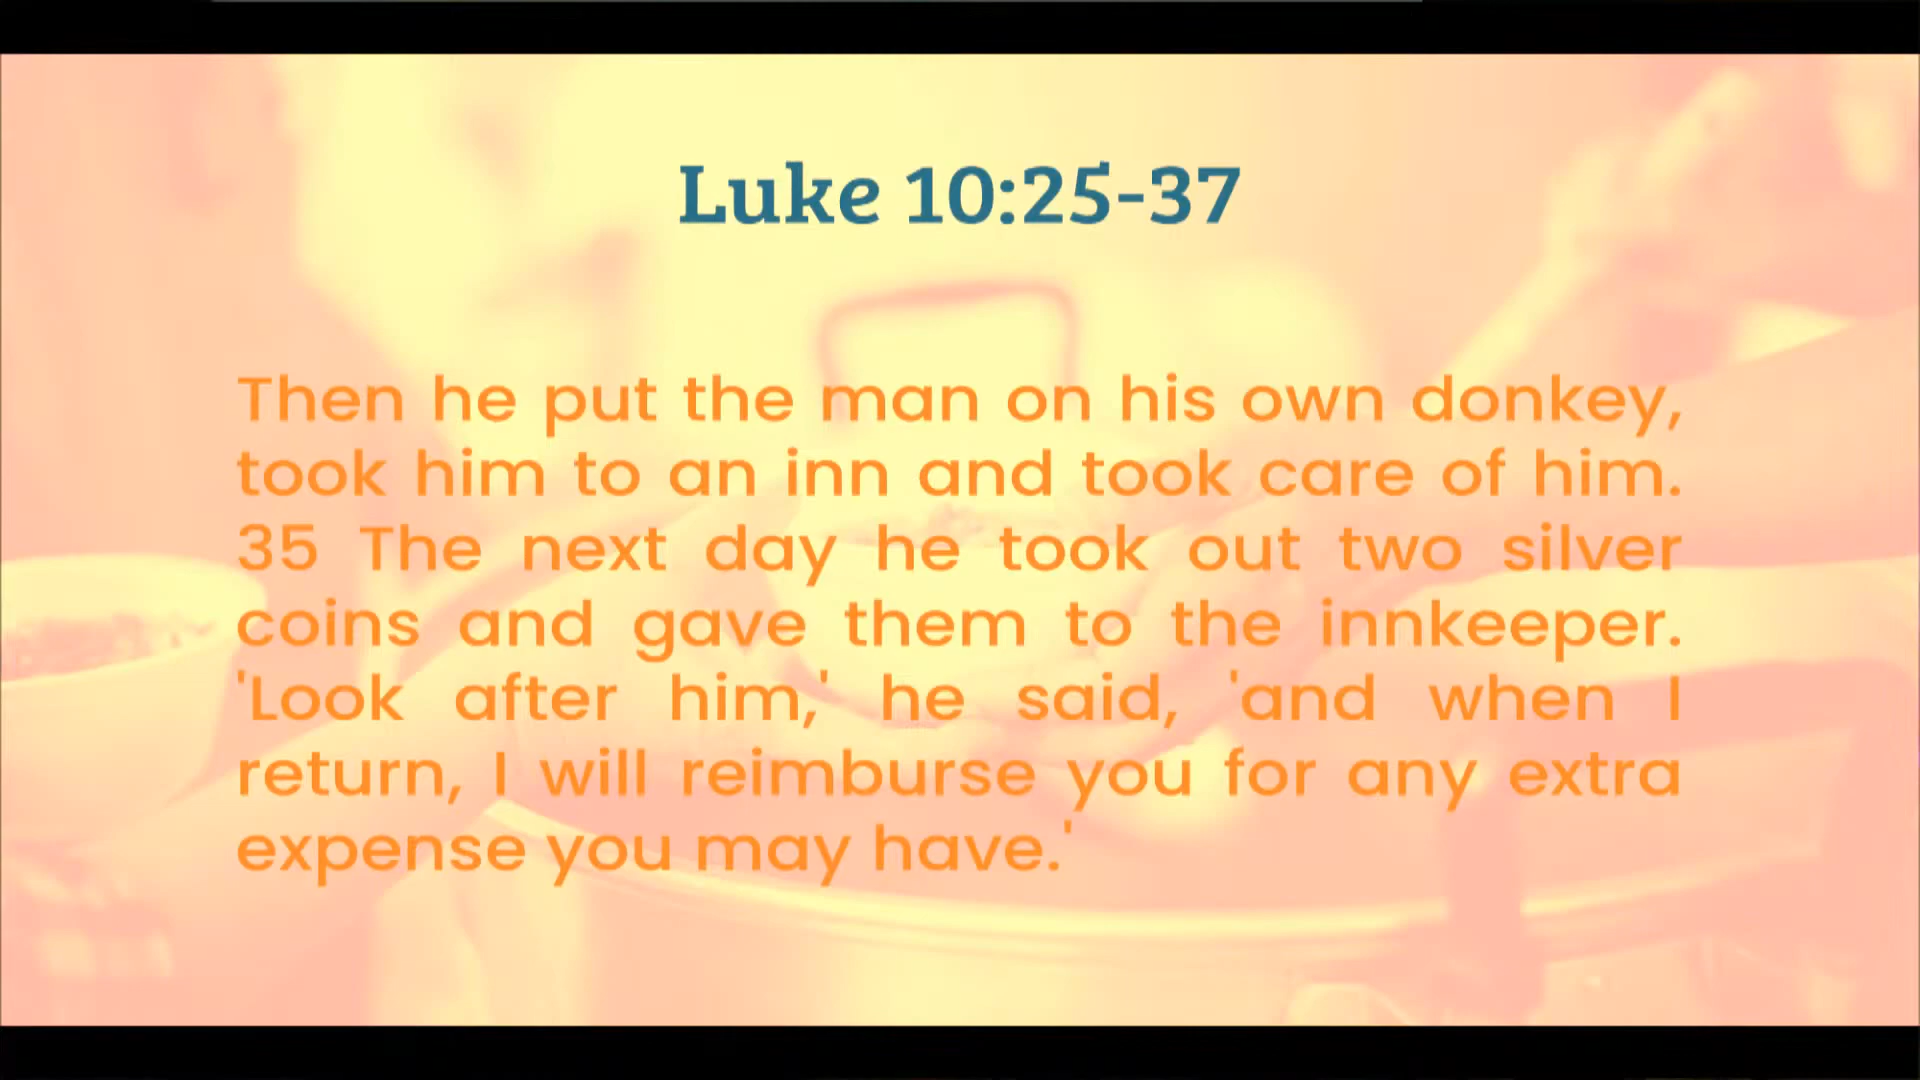 Luke 10:25-37
Then he put the man on his own donkey,
took him to an inn and took care of him.
35 The next day he took out two silver
coins and gave them to the innkeeper.
'Look after him,' he said, 'and when I
return, I will reimburse you for any extra
expense you may have.'